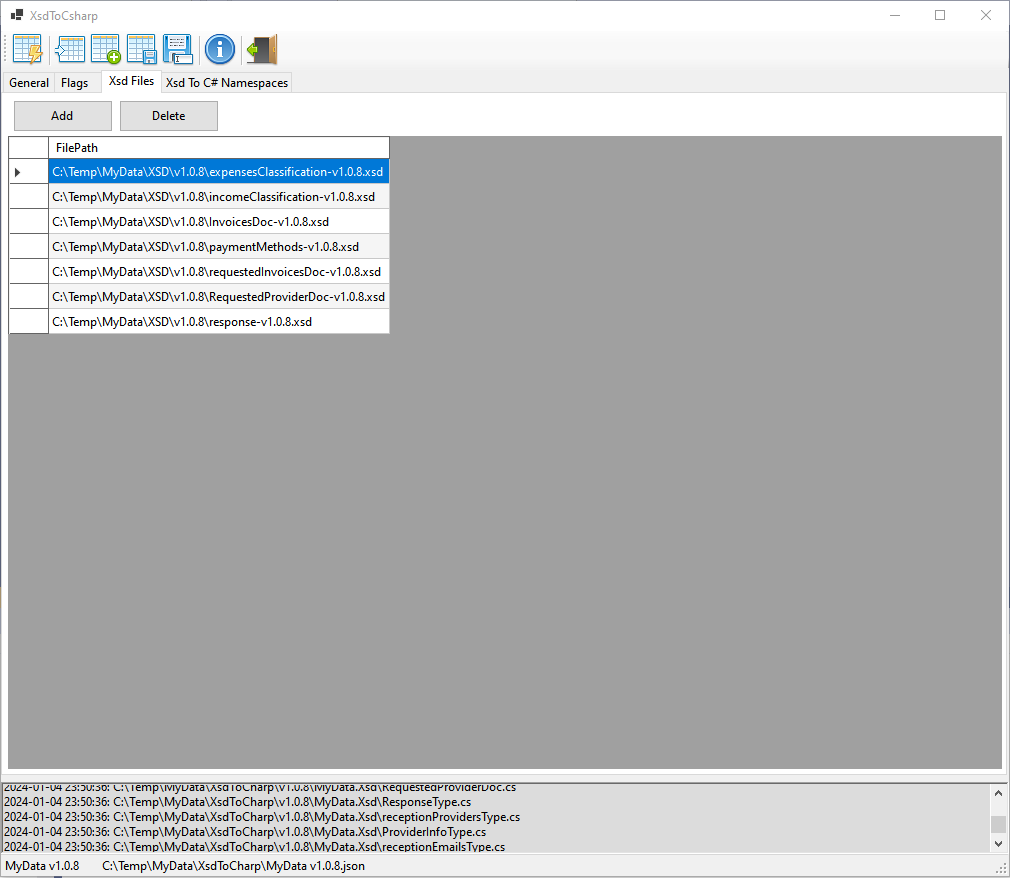 XsdToCsharp
General Flags Xsd Files Xsd To C# Namespaces
Add Delete
FilePath
C:\Temp\MyData\XSD\v1.0.8\expensesClassification-v1.0.8.xsd
C:\Temp\MyData\XSD\v1.0.8\incomeClassification-v1.0.8.xsd
C:\Temp\MyData\XSD\v1.0.8\InvoicesDoc-v1.0.8.xsd
C:\Temp\MyData\XSD\v1.0.8\paymentMethods-v1.0.8.xsd
C:\Temp\MyData\XSD\v1.0.8\requestedInvoicesDoc-v1.0.8.xsd
C:\Temp\MyData\XSD\v1.0.8\RequestedProviderDoc-v1.0.8.xsd
C:\Temp\MyData\XSD\v1.0.8\response-v1.0.8.xsd
2024-01-04 23:50:36: C:\Temp\MyData\XsdToCharp\v1.0.8\MyData.Xsd\RequestedProviderDoc.cs
2024-01-04 23:50:36: C:\Temp\MyData\XsdToCharp\v1.0.8\MyData.Xsd\ResponseType.cs
2024-01-04 23:50:36: C:\Temp\MyData\XsdToCharp\v1.0.8\MyData.Xsd\receptionProvidersType.cs
2024-01-04 23:50:36: C:\Temp\MyData\XsdToCharp\v1.0.8\MyData.Xsd\ProviderInfoType.cs
2024-01-04 23:50:36: C:\Temp\MyData\XsdToCharp\v1.0.8\MyData.Xsd\receptionEmailsType.cs
MyData v1.0.8 C:\Temp\MyData\XsdToCharp\MyData v1.0.8.json